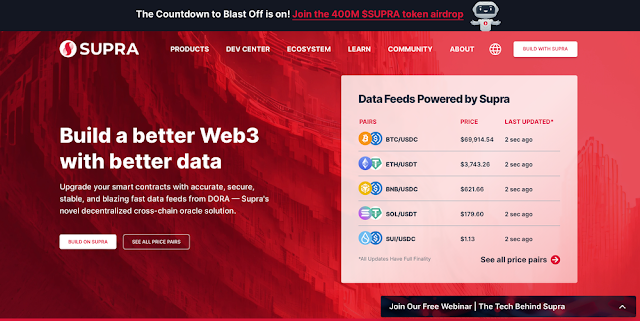 The Countdown to Blast Off is on! Join the 400M $SUPRA token airdrop
SUPRA
PRODUCTS DEV CENTER ECOSYSTEM LEARN COMMUNITY ABOUT BUILD WITH SUPRA
Build a better Web3
with better data
Upgrade your smart contracts with accurate, secure,
stable, and blazing fast data feeds from DORA — Supra's
novel decentralized cross-chain oracle solution.
BUILD ON SUPRA SEE ALL PRICE PAIRS
Data Feeds Powered by Supra
PAIRS PRICE LAST UPDATED*
BTC/USDC $69,914.54 2 sec ago
ETH/USDT $3,743.26 2 sec ago
BNB/USDC $621.66 2 sec ago
SOL/USDT $179.60 2 sec ago
SUI/USDC $1.13 2 sec ago
*All Updates Have Full Finality See all price pairs
Join Our Free Webinar | The Tech Behind Supra